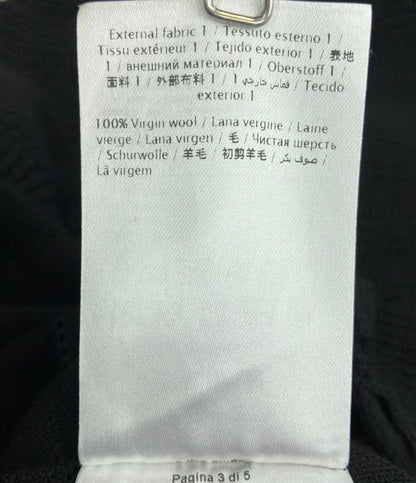 External fabric 1 / Tessuto esterno 1 /
Tissu extérieur 1 / Tejido exterior 1 / 表地
1 / внешний материал 1 / Oberstoff 1 /
面料 1 / 外部布料 1 / قماش خارجي 1 / Tecido
exterior 1
100% Virgin wool / Lana vergine / Laine
vierge / Lana virgen / 毛 / Чистая шерсть
/ Schurwolle / 羊毛 / 初剪羊毛 / صوف بكر /
Lã virgem
Pagina 3 di 5